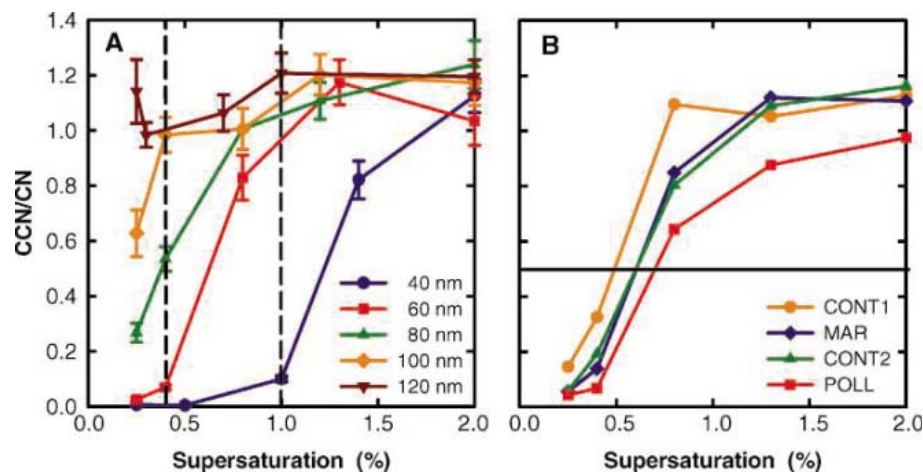 A
CCN/CN
1.4
1.2
1.0
0.8
0.6
0.4
0.2
0.0
40 nm
60 nm
80 nm
100 nm
120 nm
0.0 0.5 1.0 1.5 2.0
Supersaturation (%)
B
CONT1
MAR
CONT2
POLL
0.0 0.5 1.0 1.5 2.0
Supersaturation (%)